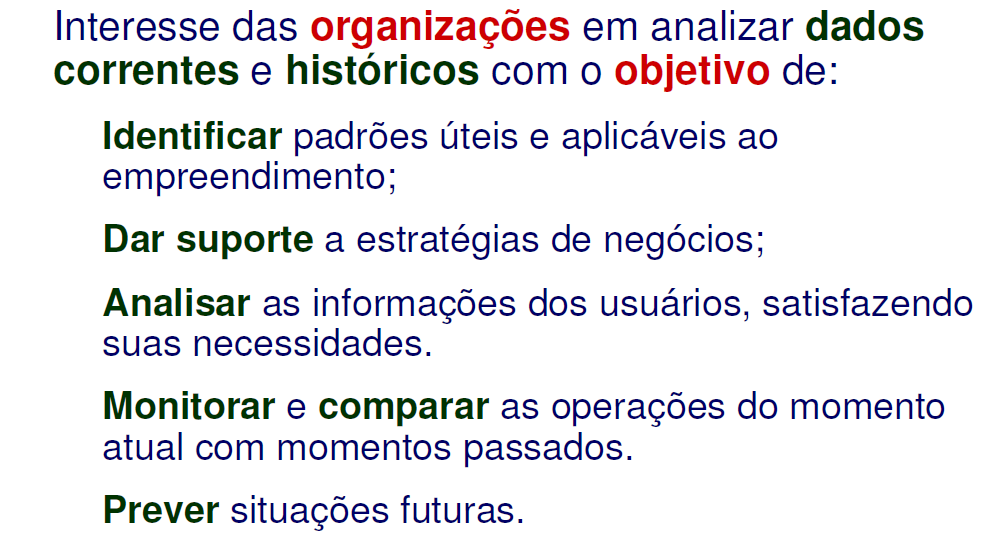 Interesse das organizações em analizar dados
correntes e históricos com o objetivo de:
Identificar padrões úteis e aplicáveis ao
empreendimento;
Dar suporte a estratégias de negócios;
Analisar as informações dos usuários, satisfazendo
suas necessidades.
Monitorar e comparar as operações do momento
atual com momentos passados.
Prever situações futuras.